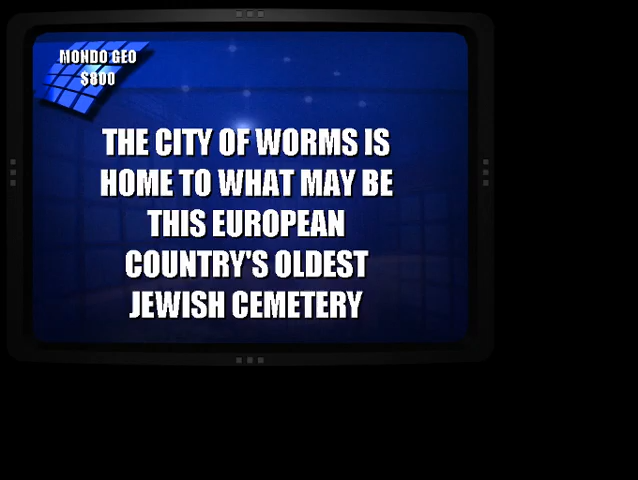 MONDO GEO
$800
THE CITY OF WORMS IS
HOME TO WHAT MAY BE
THIS EUROPEAN
COUNTRY'S OLDEST
JEWISH CEMETERY